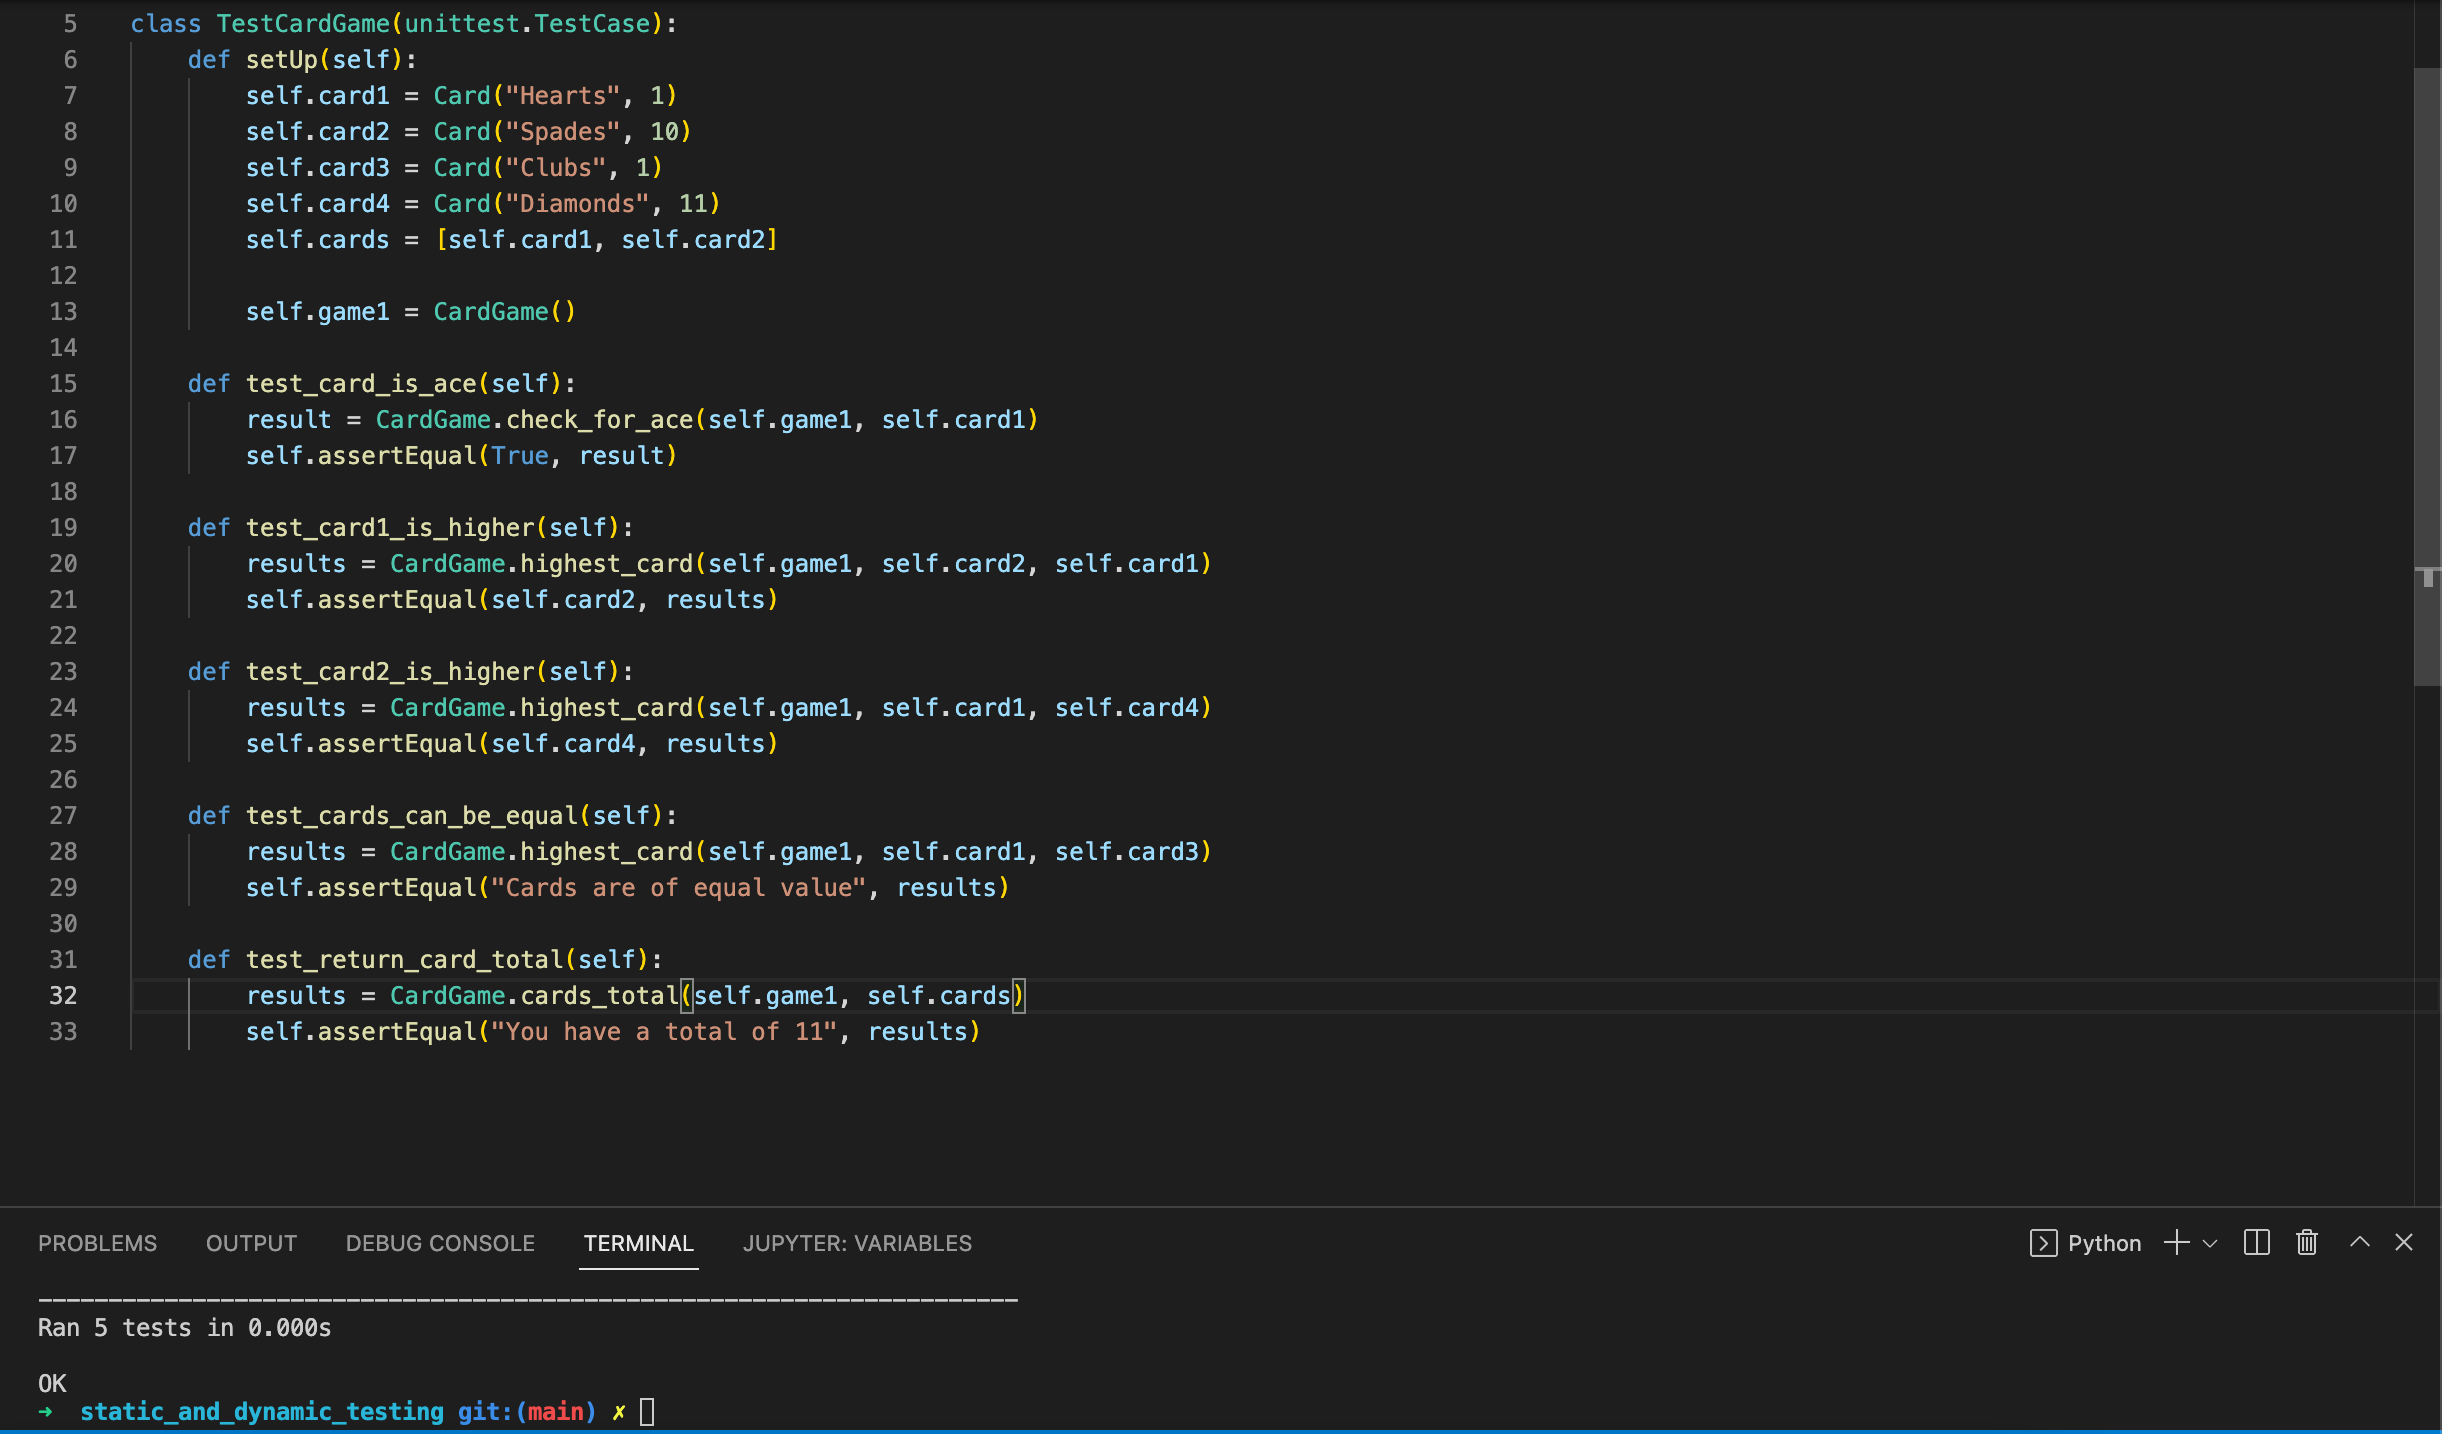 5 class TestCardGame(unittest.TestCase):
6 def setUp(self):
7 self.card1 = Card("Hearts", 1)
8 self.card2 = Card("Spades", 10)
9 self.card3 = Card("Clubs", 1)
10 self.card4 = Card("Diamonds", 11)
11 self.cards = [self.card1, self.card2]
12
13 self.game1 = CardGame()
14
15 def test_card_is_ace(self):
16 result = CardGame.check_for_ace(self.game1, self.card1)
17 self.assertEqual(True, result)
18
19 def test_card1_is_higher(self):
20 results = CardGame.highest_card(self.game1, self.card2, self.card1)
21 self.assertEqual(self.card2, results)
22
23 def test_card2_is_higher(self):
24 results = CardGame.highest_card(self.game1, self.card1, self.card4)
25 self.assertEqual(self.card4, results)
26
27 def test_cards_can_be_equal(self):
28 results = CardGame.highest_card(self.game1, self.card1, self.card3)
29 self.assertEqual("Cards are of equal value", results)
30
31 def test_return_card_total(self):
32 results = CardGame.cards_total(self.game1, self.cards)
33 self.assertEqual("You have a total of 11", results)
PROBLEMS OUTPUT DEBUG CONSOLE TERMINAL JUPYTER: VARIABLES Python
----------------------------------------------------------------------
Ran 5 tests in 0.000s
OK
➜ static_and_dynamic_testing git:(main) ✗